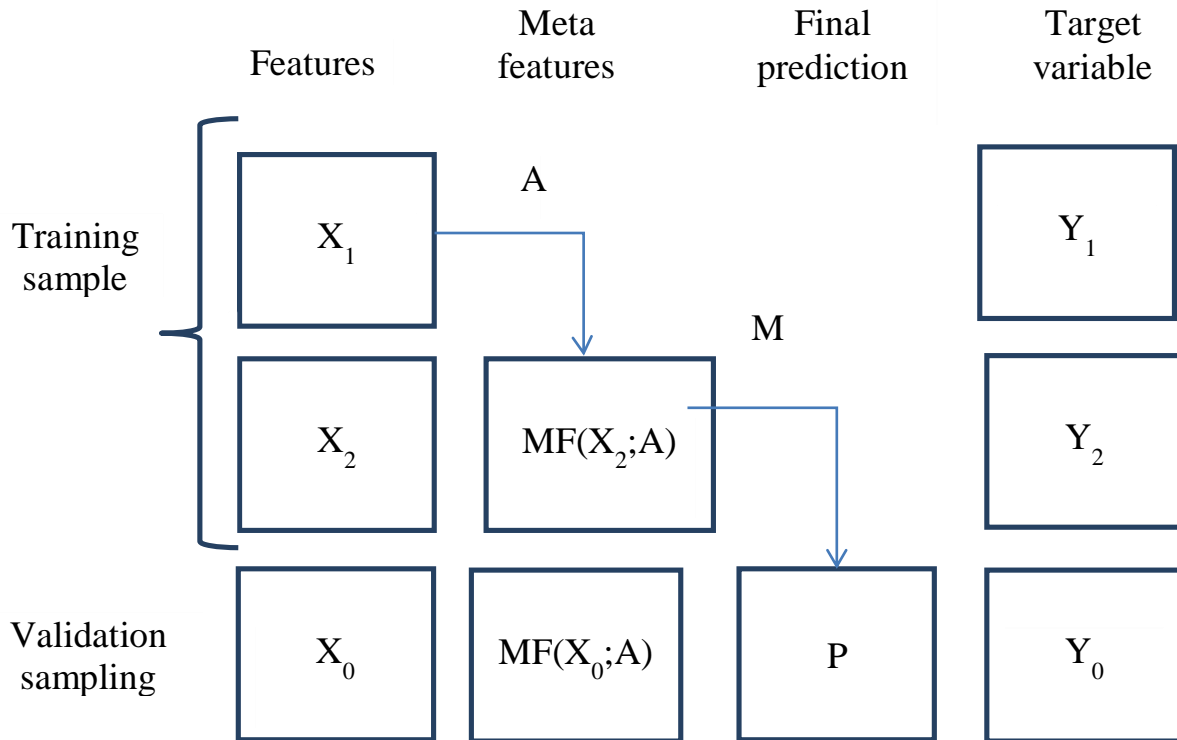 Features
Meta
features
Final
prediction
Target
variable
Training
sample
X₁
A
Y₁
M
X₂
MF(X₂;A)
Y₂
Validation
sampling
X₀
MF(X₀;A)
P
Y₀